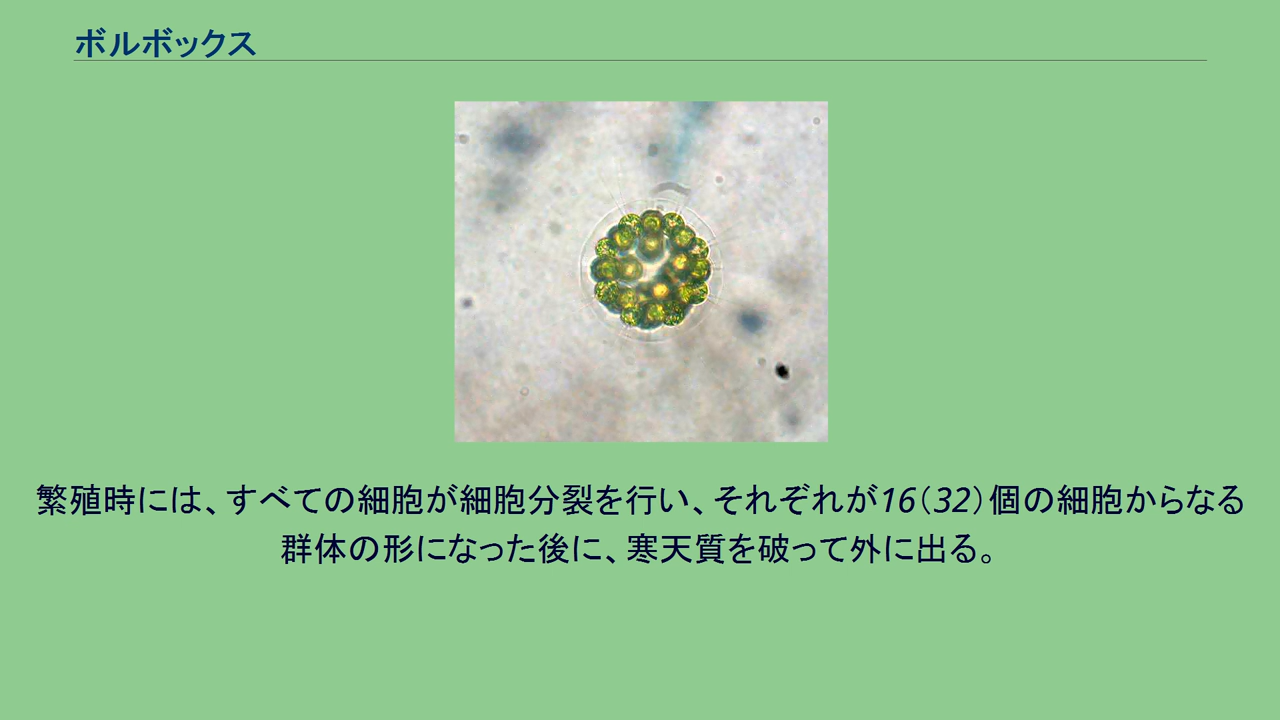 ボルボックス
繁殖時には、すべての細胞が細胞分裂を行い、それぞれが16（32）個の細胞からなる
群体の形になった後に、寒天質を破って外に出る。